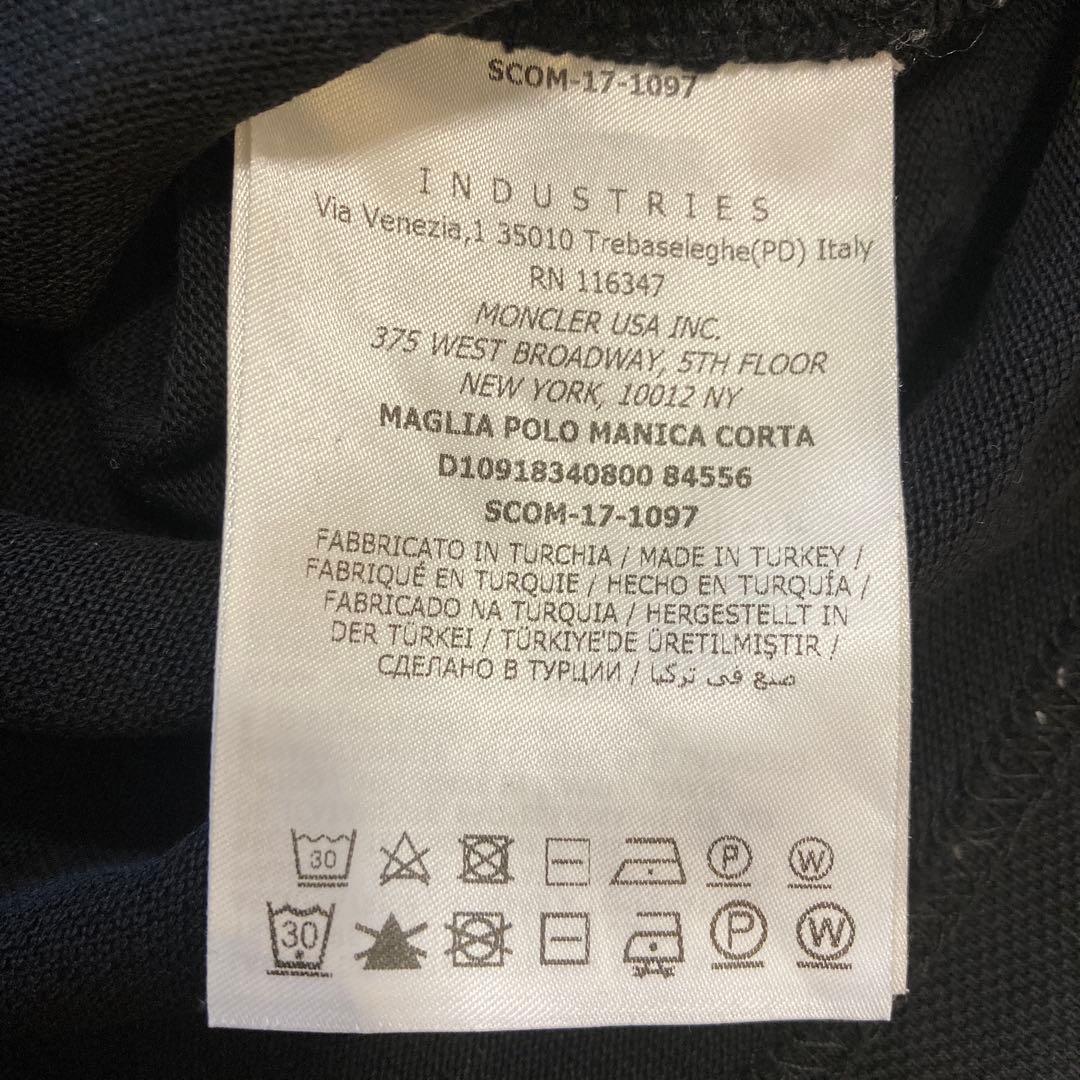 SCOM-17-1097
INDUSTRIES
Via Venezia,1 35010 Trebaseleghe(PD) Italy
RN 116347
MONCLER USA INC.
375 WEST BROADWAY, 5TH FLOOR
NEW YORK, 10012 NY
MAGLIA POLO MANICA CORTA
D10918340800 84556
SCOM-17-1097
FABBRICATO IN TURCHIA / MADE IN TURKEY /
FABRIQUÉ EN TURQUIE / HECHO EN TURQUÍA /
FABRICADO NA TURQUIA / HERGESTELLT IN
DER TÜRKEI / TÜRKIYE'DE ÜRETILMIŞTIR /
СДЕЛАНО В ТУРЦИИ / صنع في تركيا
30 P W
30 P W